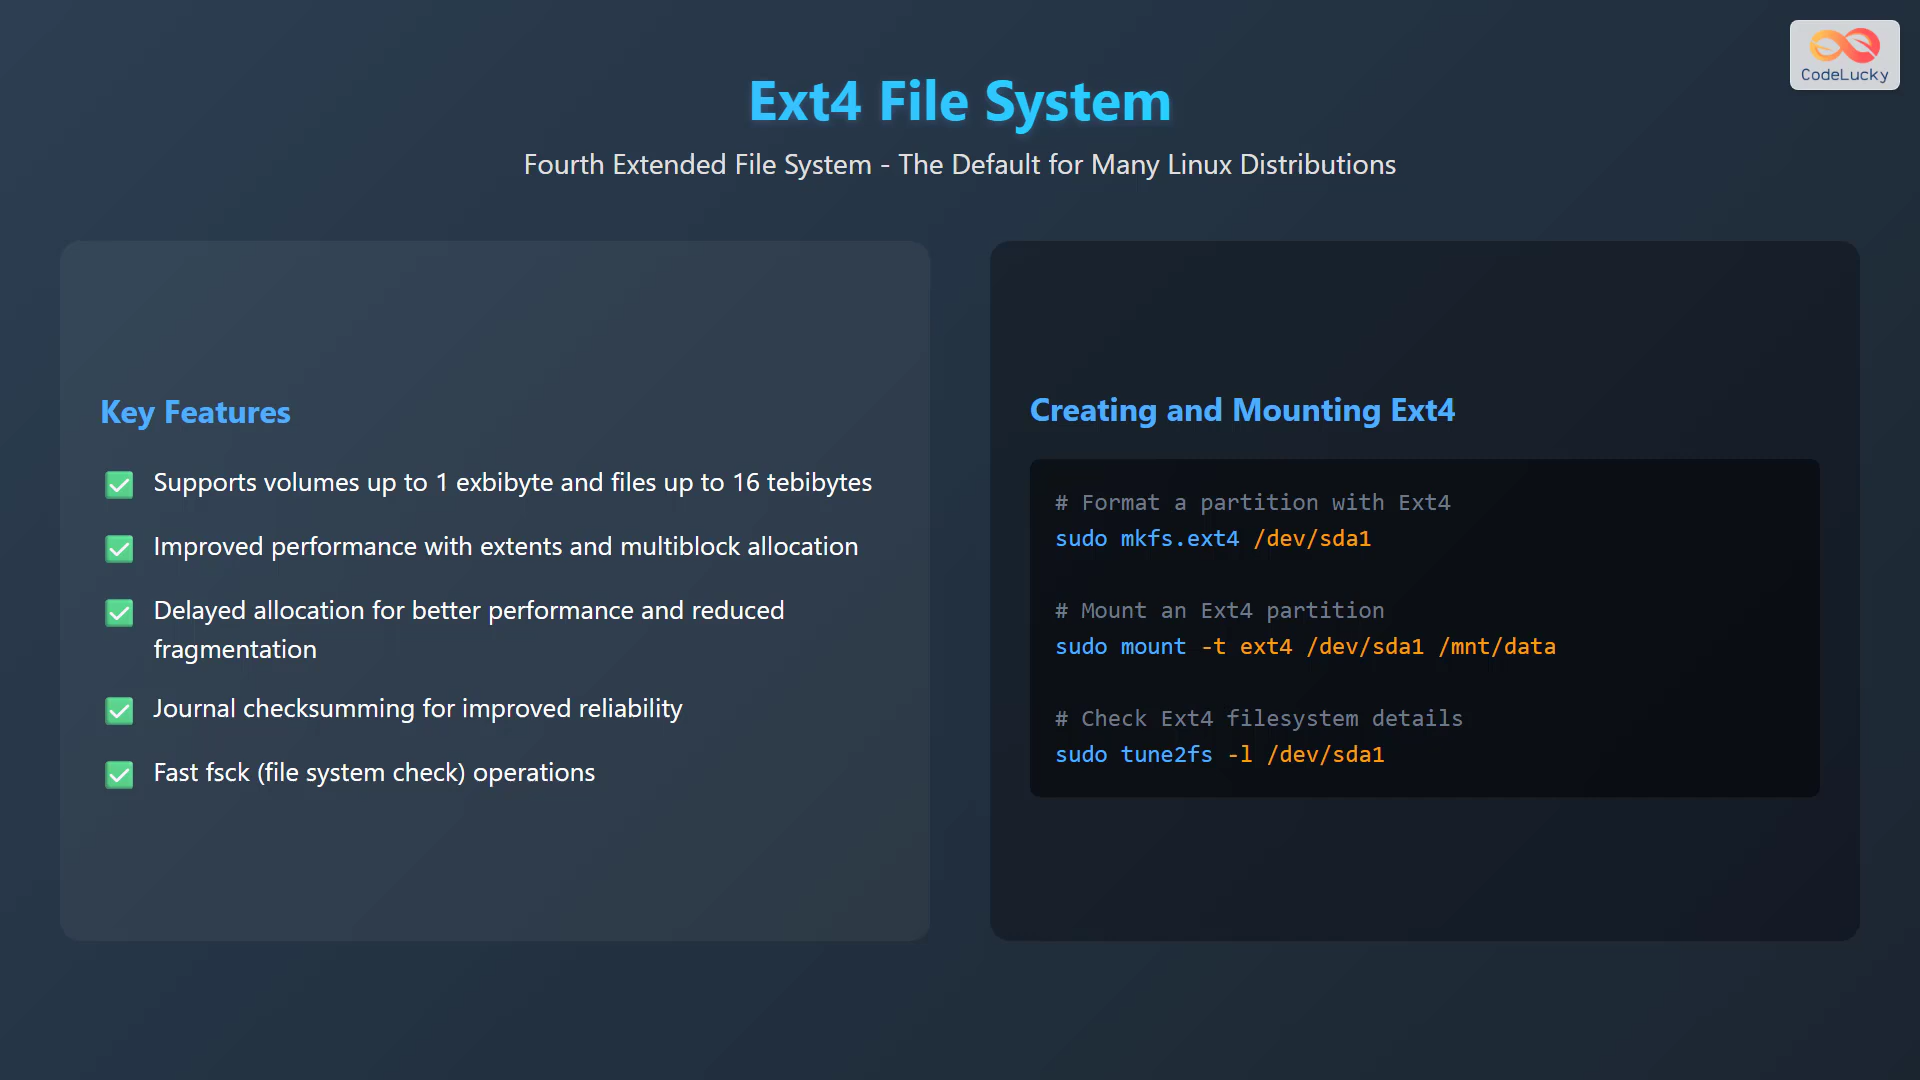 CodeLucky
Ext4 File System
Fourth Extended File System - The Default for Many Linux Distributions
Key Features
Supports volumes up to 1 exbibyte and files up to 16 tebibytes
Improved performance with extents and multiblock allocation
Delayed allocation for better performance and reduced
fragmentation
Journal checksumming for improved reliability
Fast fsck (file system check) operations
Creating and Mounting Ext4
# Format a partition with Ext4
sudo mkfs.ext4 /dev/sda1
# Mount an Ext4 partition
sudo mount -t ext4 /dev/sda1 /mnt/data
# Check Ext4 filesystem details
sudo tune2fs -l /dev/sda1